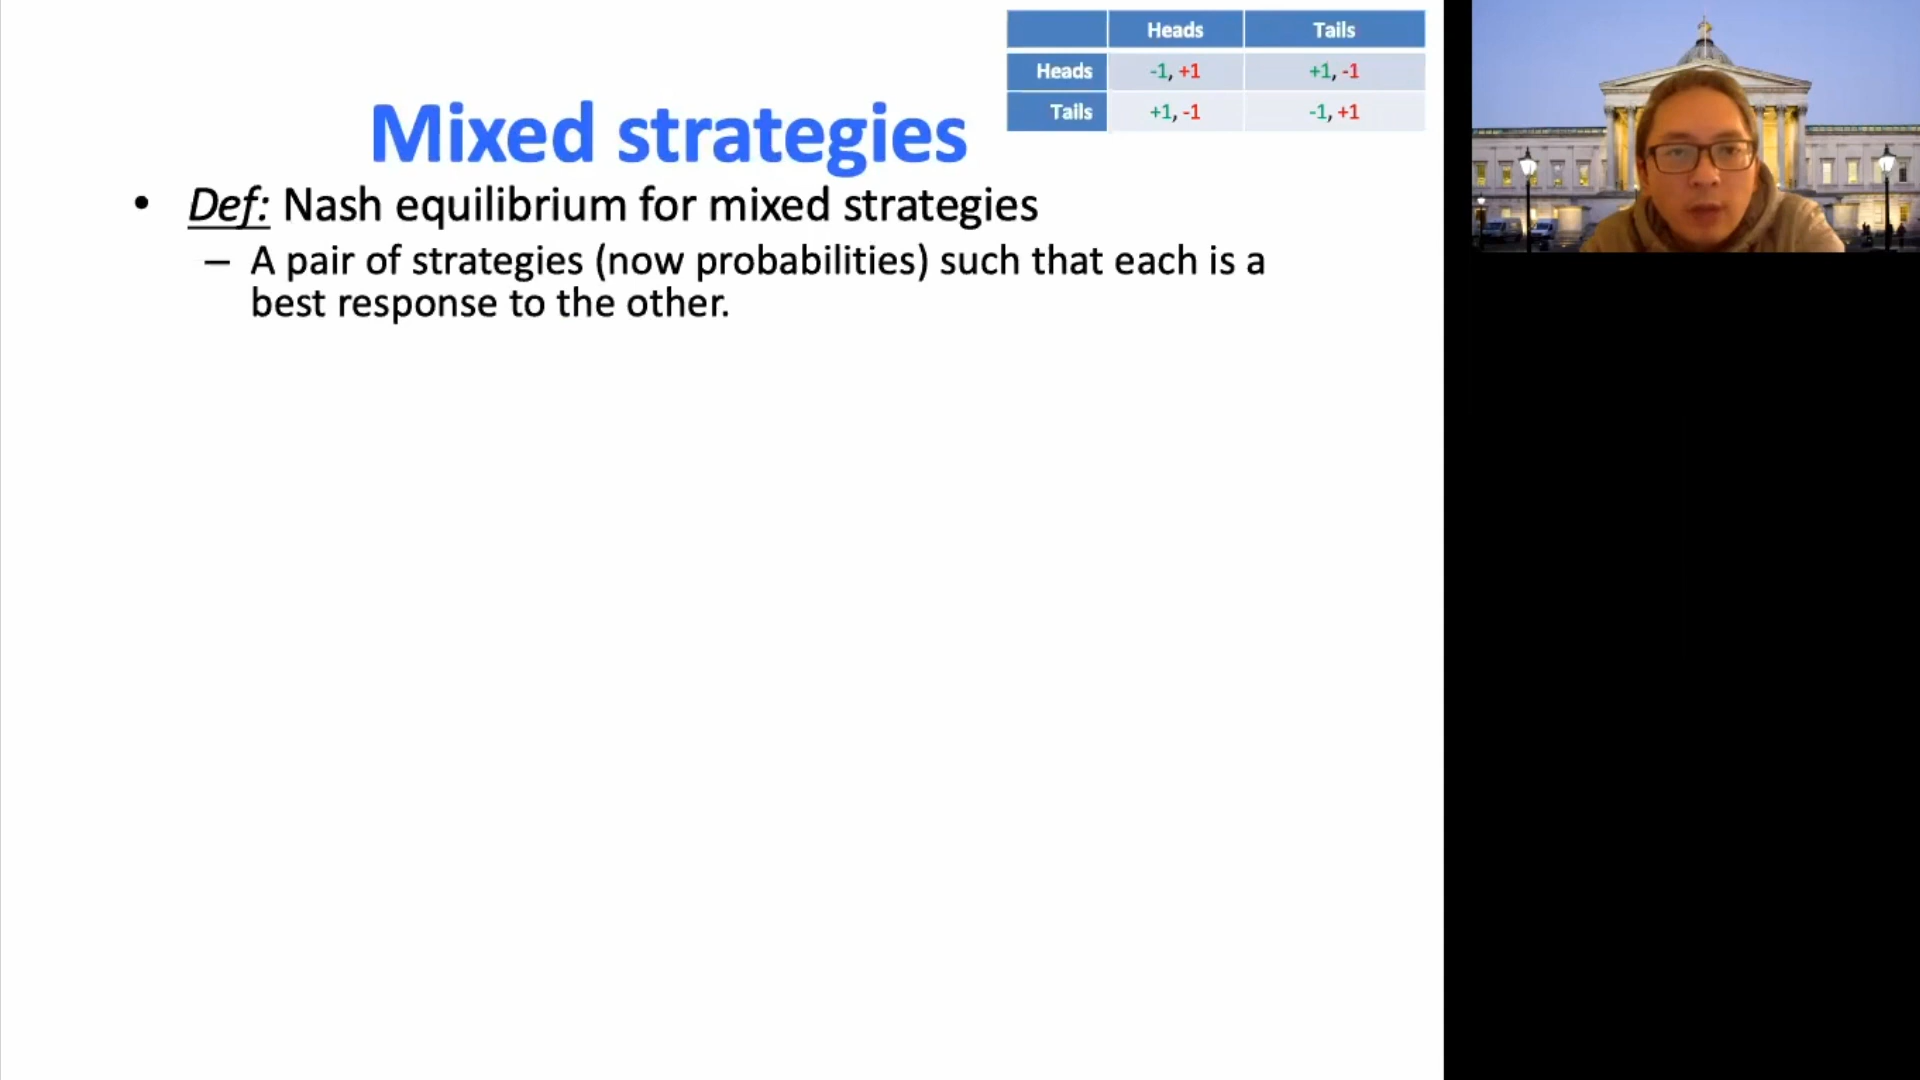 Heads Tails
Heads -1, +1 +1, -1
Tails +1, -1 -1, +1
Mixed strategies
• Def: Nash equilibrium for mixed strategies
– A pair of strategies (now probabilities) such that each is a
best response to the other.